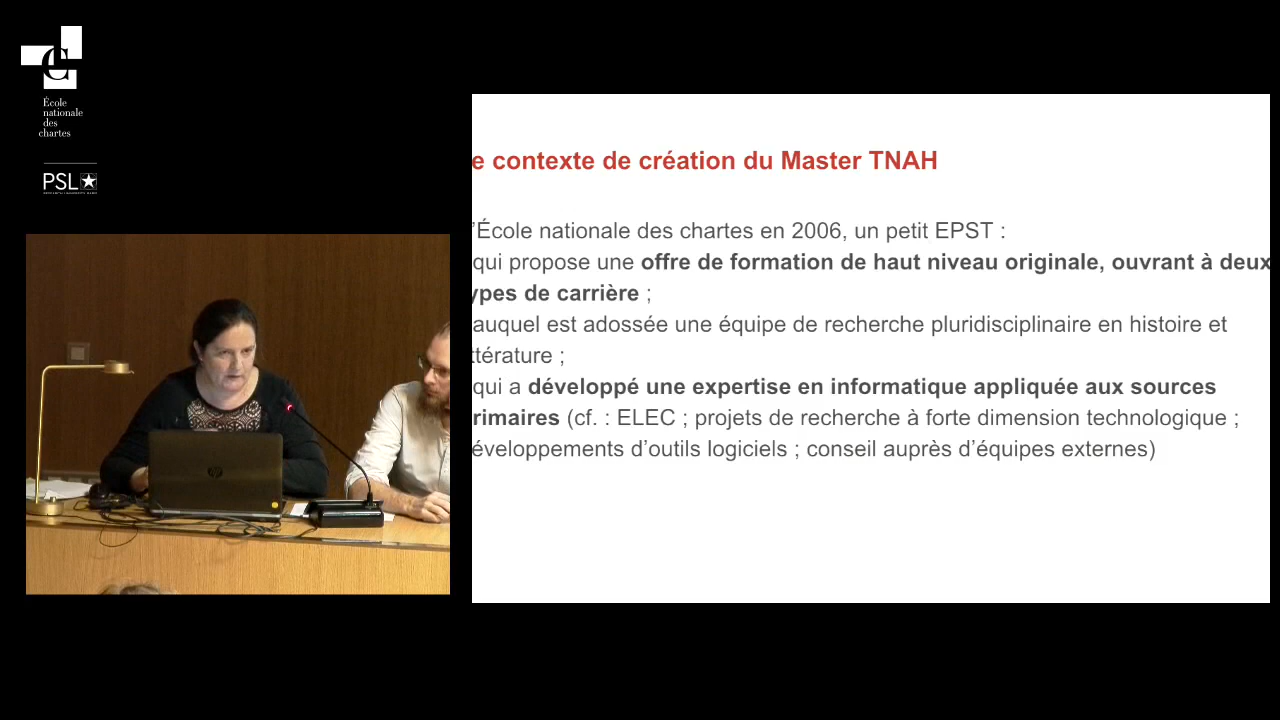 École
nationale
des
chartes
PSL
e contexte de création du Master TNAH
'École nationale des chartes en 2006, un petit EPST :
qui propose une offre de formation de haut niveau originale, ouvrant à deux
ypes de carrière ;
auquel est adossée une équipe de recherche pluridisciplinaire en histoire et
ttérature ;
qui a développé une expertise en informatique appliquée aux sources
rimaires (cf. : ELEC ; projets de recherche à forte dimension technologique ;
éveloppements d’outils logiciels ; conseil auprès d’équipes externes)